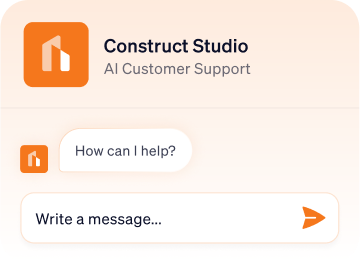 Construct Studio
AI Customer Support
How can I help?
Write a message...